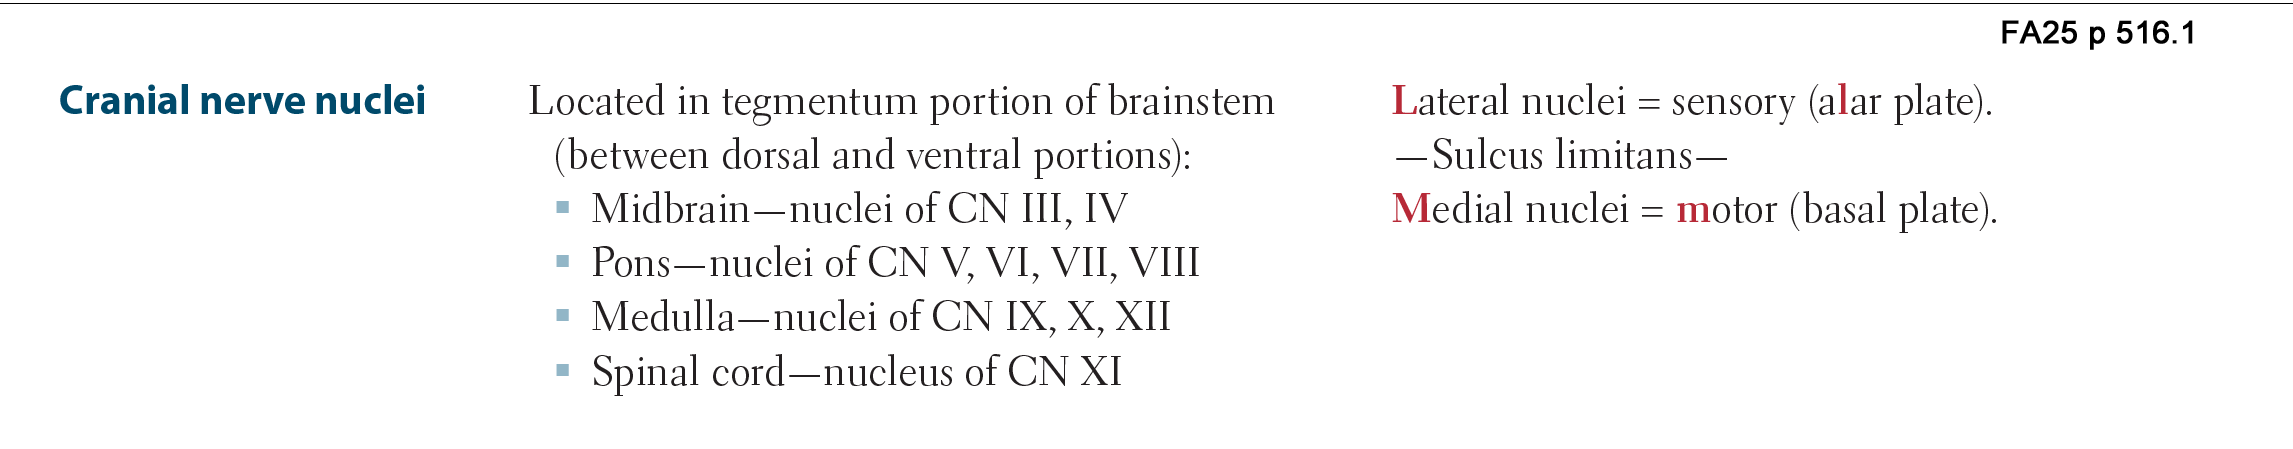 FA25 p 516.1
Cranial nerve nuclei
Located in tegmentum portion of brainstem
(between dorsal and ventral portions):
▪ Midbrain—nuclei of CN III, IV
▪ Pons—nuclei of CN V, VI, VII, VIII
▪ Medulla—nuclei of CN IX, X, XII
▪ Spinal cord—nucleus of CN XI
Lateral nuclei = sensory (alar plate).
—Sulcus limitans—
Medial nuclei = motor (basal plate).